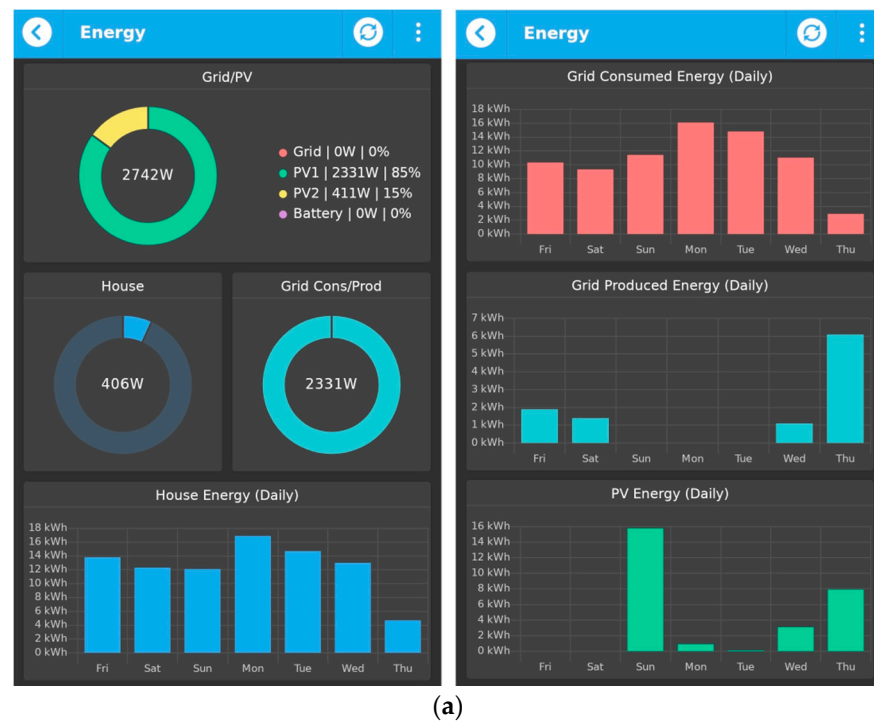 Energy
Grid/PV
2742W
Grid | 0W | 0%
PV1 | 2331W | 85%
PV2 | 411W | 15%
Battery | 0W | 0%
House
406W
Grid Cons/Prod
2331W
House Energy (Daily)
18 kWh
16 kWh
14 kWh
12 kWh
10 kWh
8 kWh
6 kWh
4 kWh
2 kWh
0 kWh
Fri Sat Sun Mon Tue Wed Thu
Energy
Grid Consumed Energy (Daily)
18 kWh
16 kWh
14 kWh
12 kWh
10 kWh
8 kWh
6 kWh
4 kWh
2 kWh
0 kWh
Fri Sat Sun Mon Tue Wed Thu
Grid Produced Energy (Daily)
7 kWh
6 kWh
5 kWh
4 kWh
3 kWh
2 kWh
1 kWh
0 kWh
Fri Sat Sun Mon Tue Wed Thu
PV Energy (Daily)
16 kWh
14 kWh
12 kWh
10 kWh
8 kWh
6 kWh
4 kWh
2 kWh
0 kWh
Fri Sat Sun Mon Tue Wed Thu
(a)